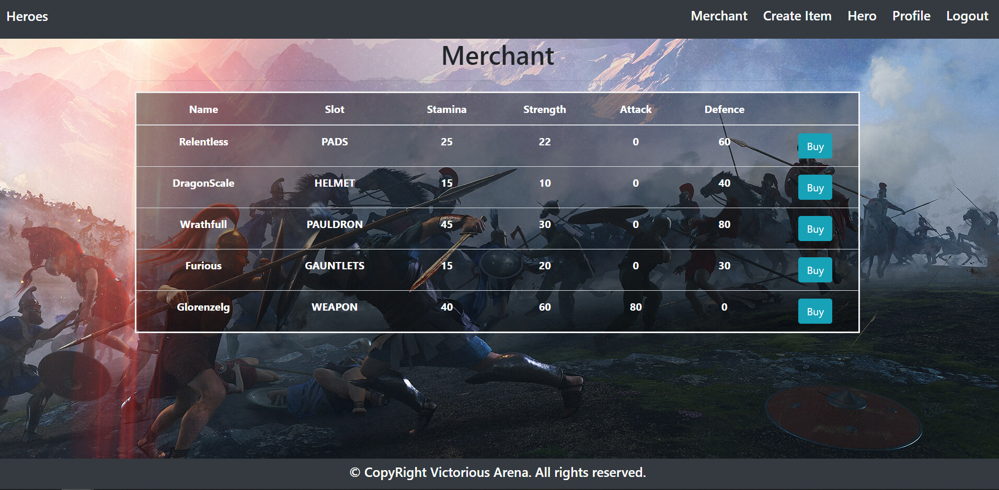 Heroes Merchant Create Item Hero Profile Logout
Merchant
Name Slot Stamina Strength Attack Defence
Relentless PADS 25 22 0 60 Buy
DragonScale HELMET 15 10 0 40 Buy
Wrathfull PAULDRON 45 30 0 80 Buy
Furious GAUNTLETS 15 20 0 30 Buy
Glorenzelg WEAPON 40 60 80 0 Buy
© CopyRight Victorious Arena. All rights reserved.